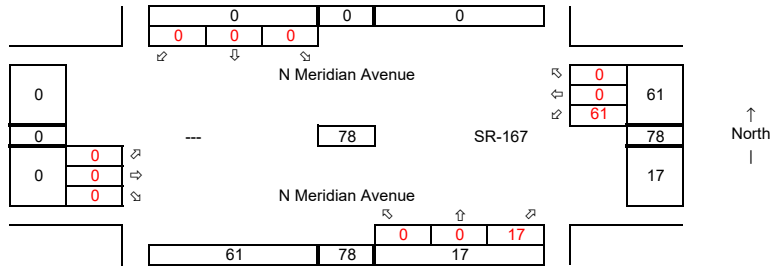 0 0 0
0 0 0
⬃ ⇩ ⬂
N Meridian Avenue
⬁ 0
0 ⇦ 0 61
⬃ 61 ↑
0 --- 78 SR-167 78 North
0 ⬀ |
0 0 ⇨ 17
0 ⬂ N Meridian Avenue
⬁ ⇧ ⬀
0 0 17
61 78 17